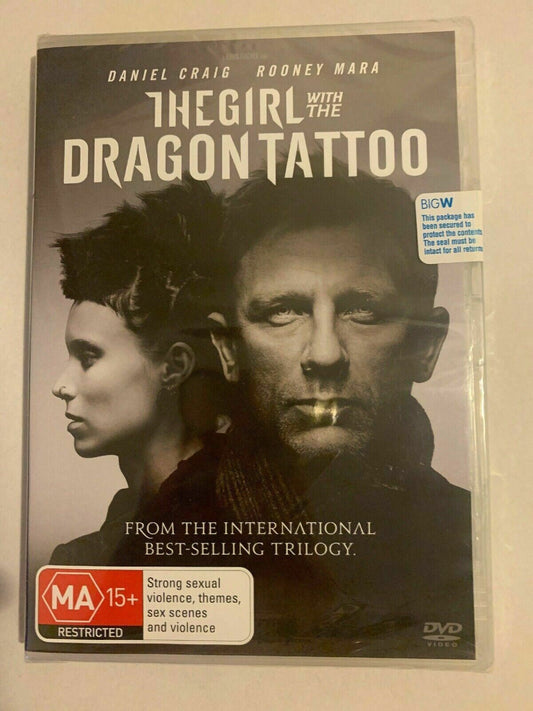 DANIEL CRAIG ROONEY MARA
THE GIRL WITH THE
DRAGON TATTOO
BIGW
This package has
been secured to
protect the contents
The seal must be
intact for all returns
FROM THE INTERNATIONAL
BEST-SELLING TRILOGY.
MA 15+
RESTRICTED
Strong sexual
violence, themes,
sex scenes
and violence
DVD
VIDEO